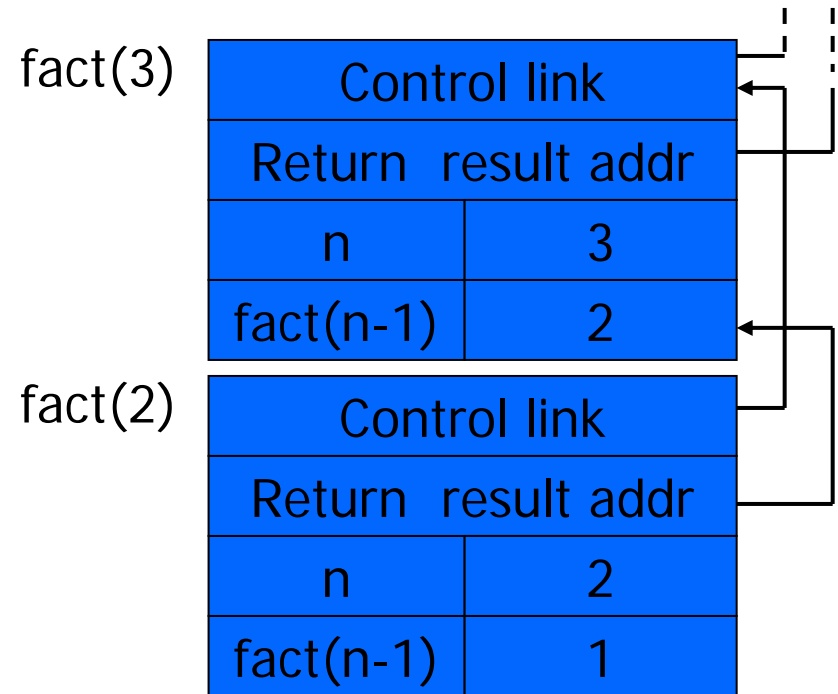 fact(3)
Control link
Return result addr
n 3
fact(n-1) 2
fact(2)
Control link
Return result addr
n 2
fact(n-1) 1